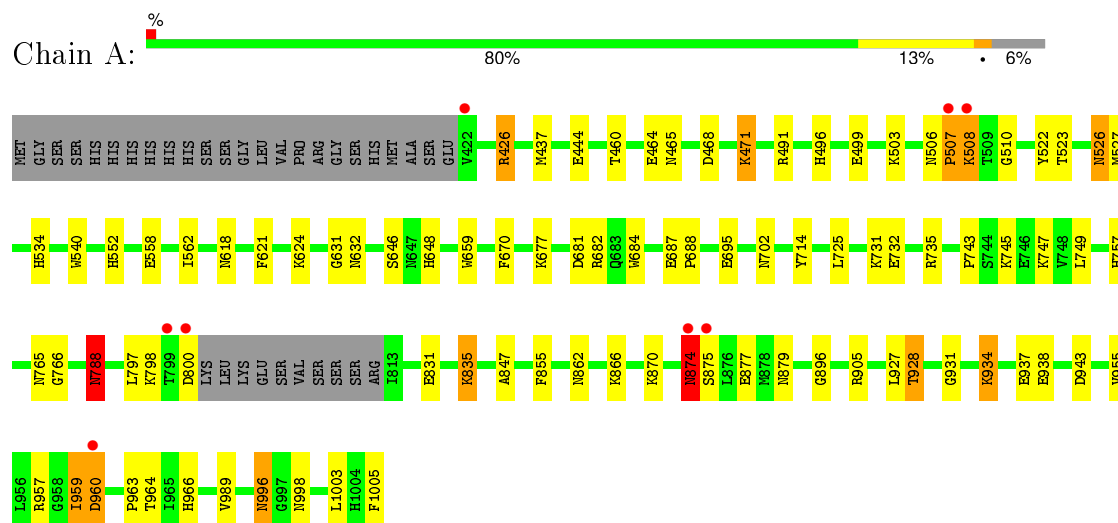 %
Chain A:
80% 13% • 6%
MET GLY SER SER HIS HIS HIS HIS HIS HIS SER SER GLY LEU VAL PRO ARG GLY SER HIS MET ALA SER GLU V422 R426 M437 E444 T460 E464 N465 D468 K471 R491 H496 E499 K503 N506 P507 K508 T509 G510 Y522 T523 N526 M527
H534 W540 H552 E558 I562 N618 F621 K624 G631 N632 S646 N647 H648 W659 F670 K677 D681 R682 Q683 W684 E687 P688 E695 N702 Y714 L725 K731 E732 R735 P743 S744 K745 E746 K747 V748 L749 H757
N765 G766 N788 L797 K798 T799 D800 LYS LEU LYS GLU SER VAL SER SER SER ARG I813 E831 K835 A847 F855 N862 K866 K870 N874 S875 L876 E877 M878 N879 G896 R905 L927 T928 G931 K934 E937 E938 D943
L956 R957 G958 I959 D960 P963 T964 I965 H966 V989 N996 G997 N998 L1003 H1004 F1005